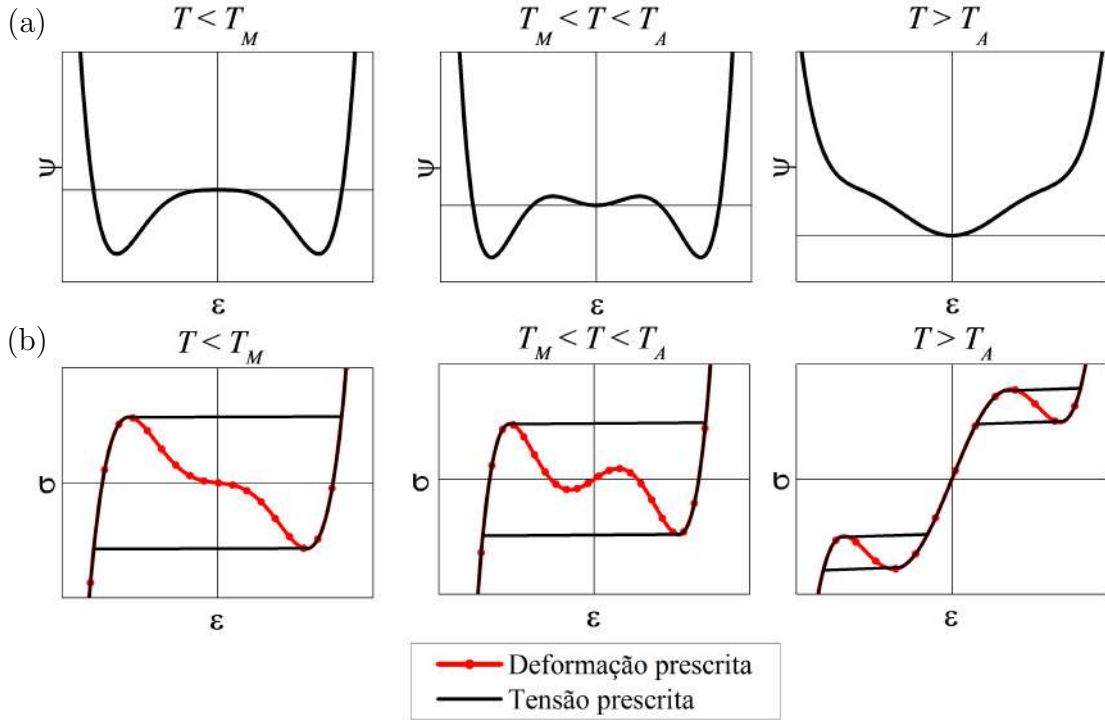 (a)
T < T_M
T_M < T < T_A
T > T_A
Ψ
Ψ
Ψ
ε
ε
ε
(b)
T < T_M
T_M < T < T_A
T > T_A
σ
σ
σ
ε
ε
ε
Deformação prescrita
Tensão prescrita